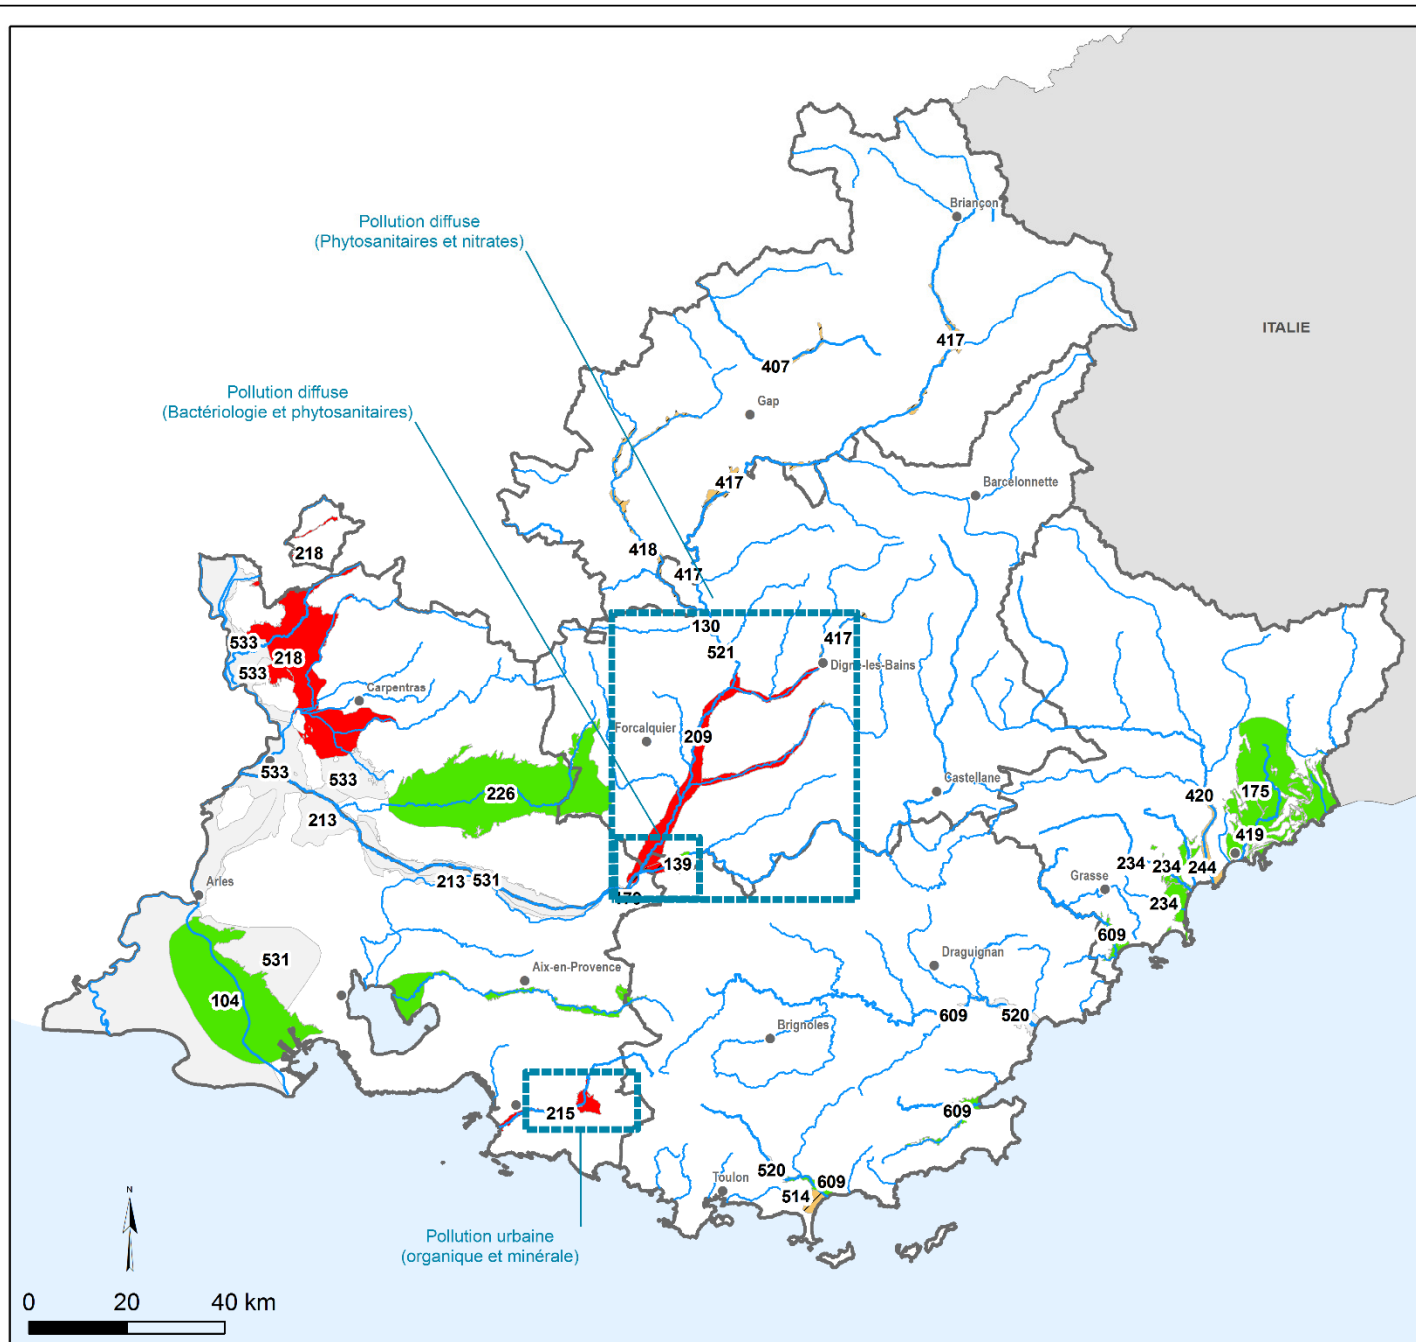 Briançon
Pollution diffuse
(Phytosanitaires et nitrates)
ITALIE
417
407
Pollution diffuse
(Bactériologie et phytosanitaires)
Gap
417
Barcelonnette
218
418
417
130
417
533
521
218
Digne-les-Bains
533
Carpentras
Forcalquier
209
533
533
Castellane
226
420
175
213
419
139
234
234
244
213
531
Arles
Grasse
234
609
531
Draguignan
Aix-en-Provence
104
609
520
Brignoles
215
609
520
Toulon
609
514
Pollution urbaine
(organique et minérale)
N
0
20
40 km